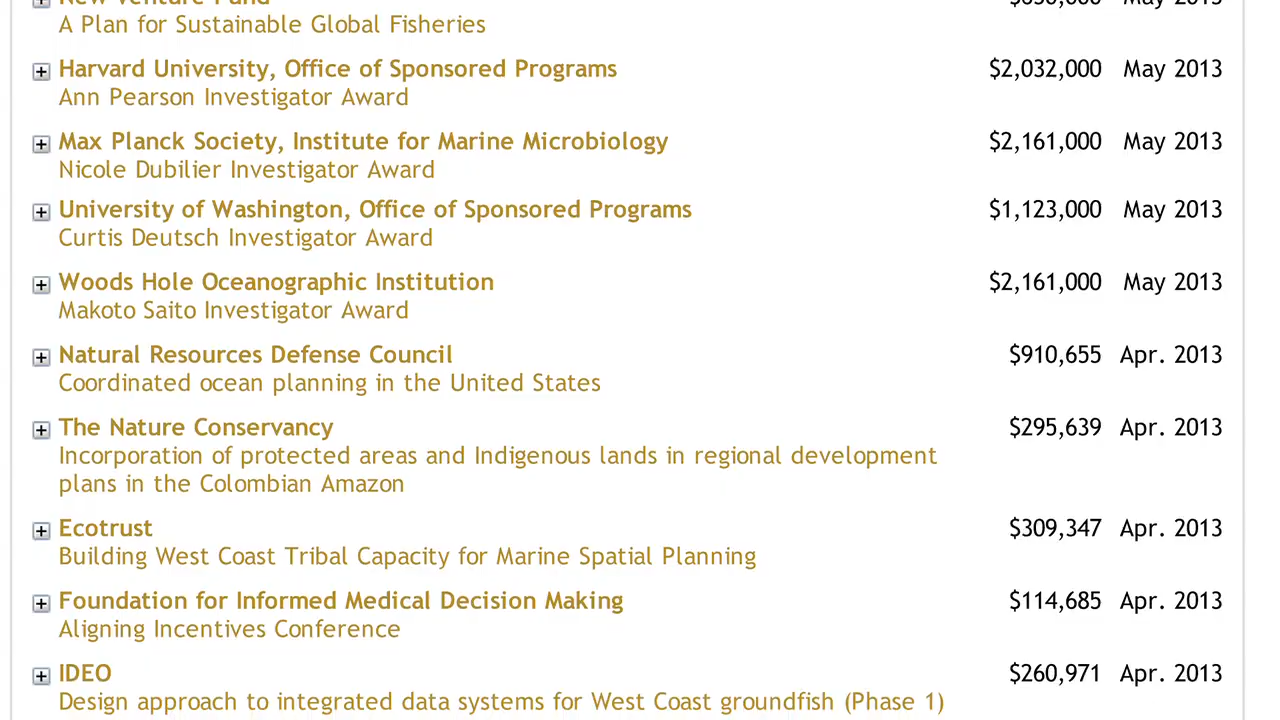 New Venture Fund May 2013
A Plan for Sustainable Global Fisheries
Harvard University, Office of Sponsored Programs $2,032,000 May 2013
Ann Pearson Investigator Award
Max Planck Society, Institute for Marine Microbiology $2,161,000 May 2013
Nicole Dubilier Investigator Award
University of Washington, Office of Sponsored Programs $1,123,000 May 2013
Curtis Deutsch Investigator Award
Woods Hole Oceanographic Institution $2,161,000 May 2013
Makoto Saito Investigator Award
Natural Resources Defense Council $910,655 Apr. 2013
Coordinated ocean planning in the United States
The Nature Conservancy $295,639 Apr. 2013
Incorporation of protected areas and Indigenous lands in regional development
plans in the Colombian Amazon
Ecotrust $309,347 Apr. 2013
Building West Coast Tribal Capacity for Marine Spatial Planning
Foundation for Informed Medical Decision Making $114,685 Apr. 2013
Aligning Incentives Conference
IDEO $260,971 Apr. 2013
Design approach to integrated data systems for West Coast groundfish (Phase 1)